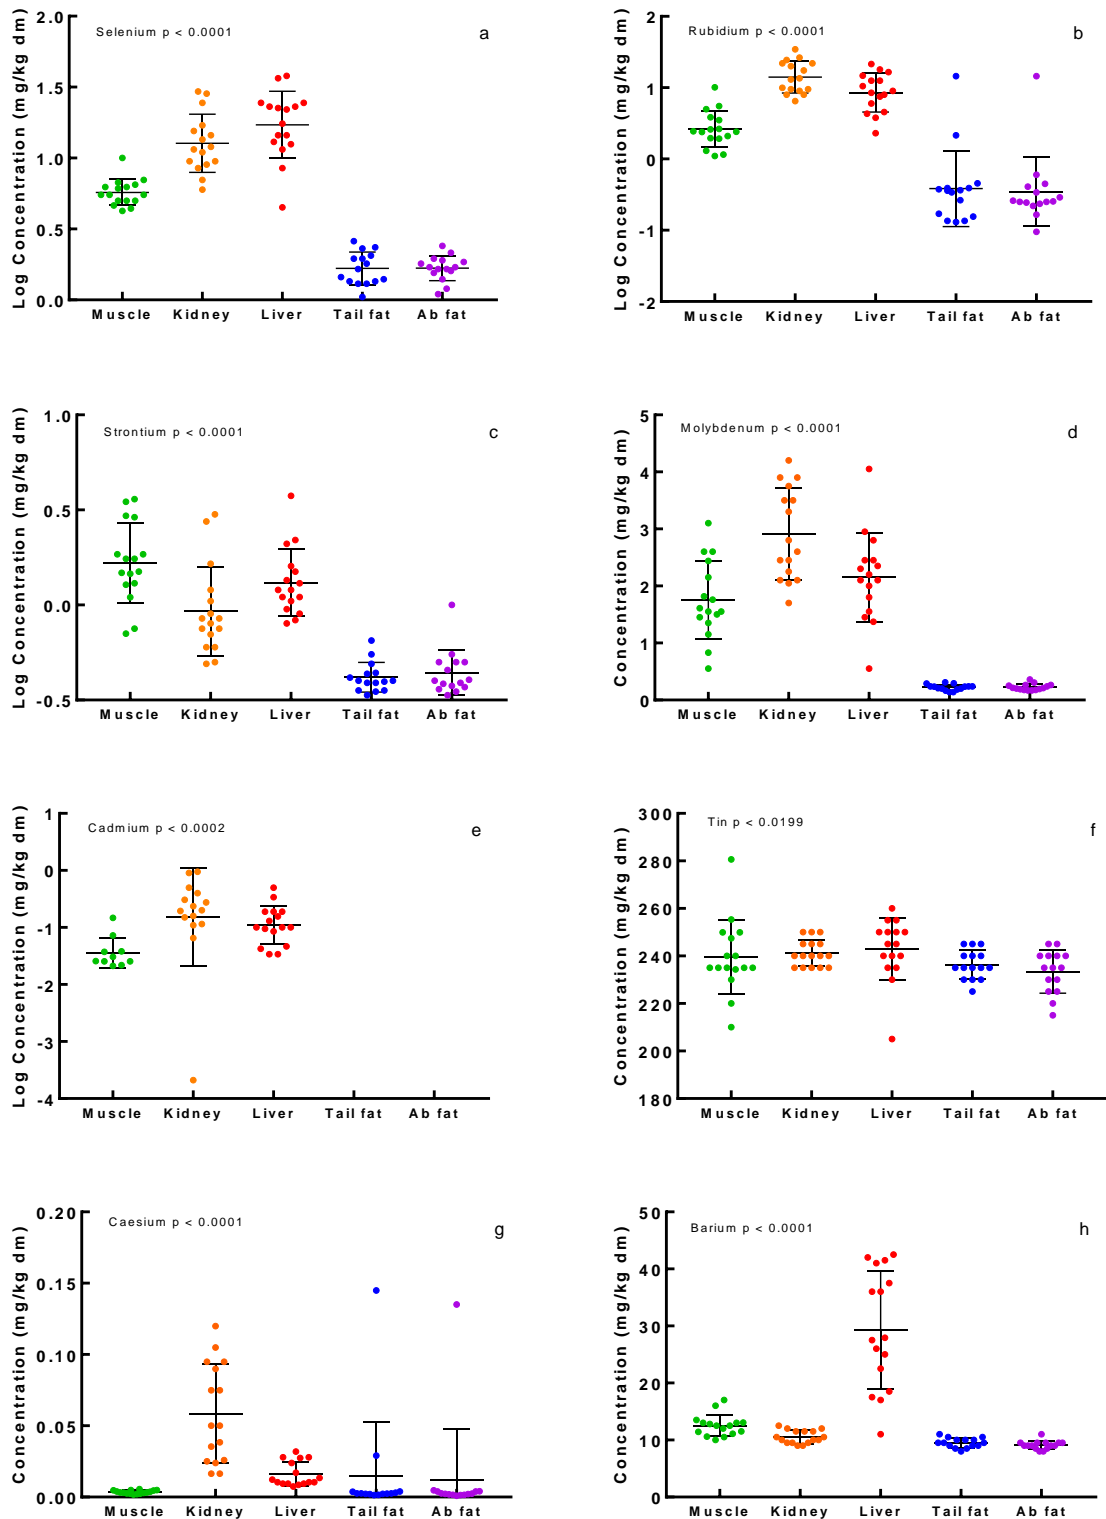 Selenium p < 0.0001
a
Log Concentration (mg/kg dm)
2.0
1.5
1.0
0.5
0.0
Muscle Kidney Liver Tail fat Ab fat
Rubidium p < 0.0001
b
Log Concentration (mg/kg dm)
2
1
0
-1
-2
Muscle Kidney Liver Tail fat Ab fat
Strontium p < 0.0001
c
Log Concentration (mg/kg dm)
1.0
0.5
0.0
-0.5
Muscle Kidney Liver Tail fat Ab fat
Molybdenum p < 0.0001
d
Concentration (mg/kg dm)
5
4
3
2
1
0
Muscle Kidney Liver Tail fat Ab fat
Cadmium p < 0.0002
e
Log Concentration (mg/kg dm)
1
0
-1
-2
-3
-4
Muscle Kidney Liver Tail fat Ab fat
Tin p < 0.0199
f
Concentration (mg/kg dm)
300
280
260
240
220
200
180
Muscle Kidney Liver Tail fat Ab fat
Caesium p < 0.0001
g
Concentration (mg/kg dm)
0.20
0.15
0.10
0.05
0.00
Muscle Kidney Liver Tail fat Ab fat
Barium p < 0.0001
h
Concentration (mg/kg dm)
50
40
30
20
10
0
Muscle Kidney Liver Tail fat Ab fat